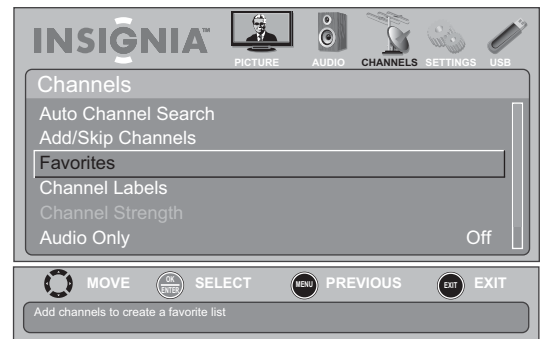 INSIGNIA™
PICTURE AUDIO CHANNELS SETTINGS USB
Channels
Auto Channel Search
Add/Skip Channels
Favorites
Channel Labels
Channel Strength
Audio Only Off
MOVE OK ENTER SELECT MENU PREVIOUS EXIT EXIT
Add channels to create a favorite list